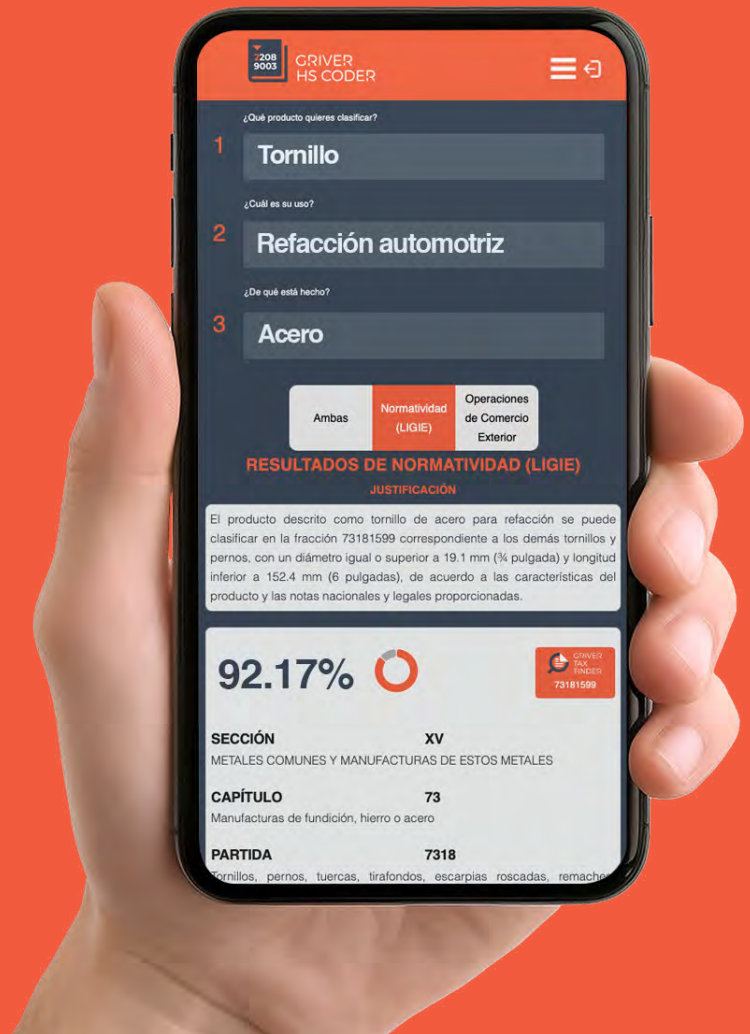 2208
9003
GRIVER
HS CODER
¿Qué producto quieres clasificar?
1
Tornillo
¿Cuál es su uso?
2
Refacción automotriz
¿De qué está hecho?
3
Acero
Ambas
Normatividad
(LIGIE)
Operaciones
de Comercio
Exterior
RESULTADOS DE NORMATIVIDAD (LIGIE)
JUSTIFICACIÓN
El producto descrito como tornillo de acero para refacción se puede
clasificar en la fracción 73181599 correspondiente a los demás tornillos y
pernos, con un diámetro igual o superior a 19.1 mm (¾ pulgada) y longitud
inferior a 152.4 mm (6 pulgadas), de acuerdo a las características del
producto y las notas nacionales y legales proporcionadas.
92.17%
GRIVER
TAX
FINDER
73181599
SECCIÓN XV
METALES COMUNES Y MANUFACTURAS DE ESTOS METALES
CAPÍTULO 73
Manufacturas de fundición, hierro o acero
PARTIDA 7318
Tornillos, pernos, tuercas, tirafondos, escarpias roscadas, remache